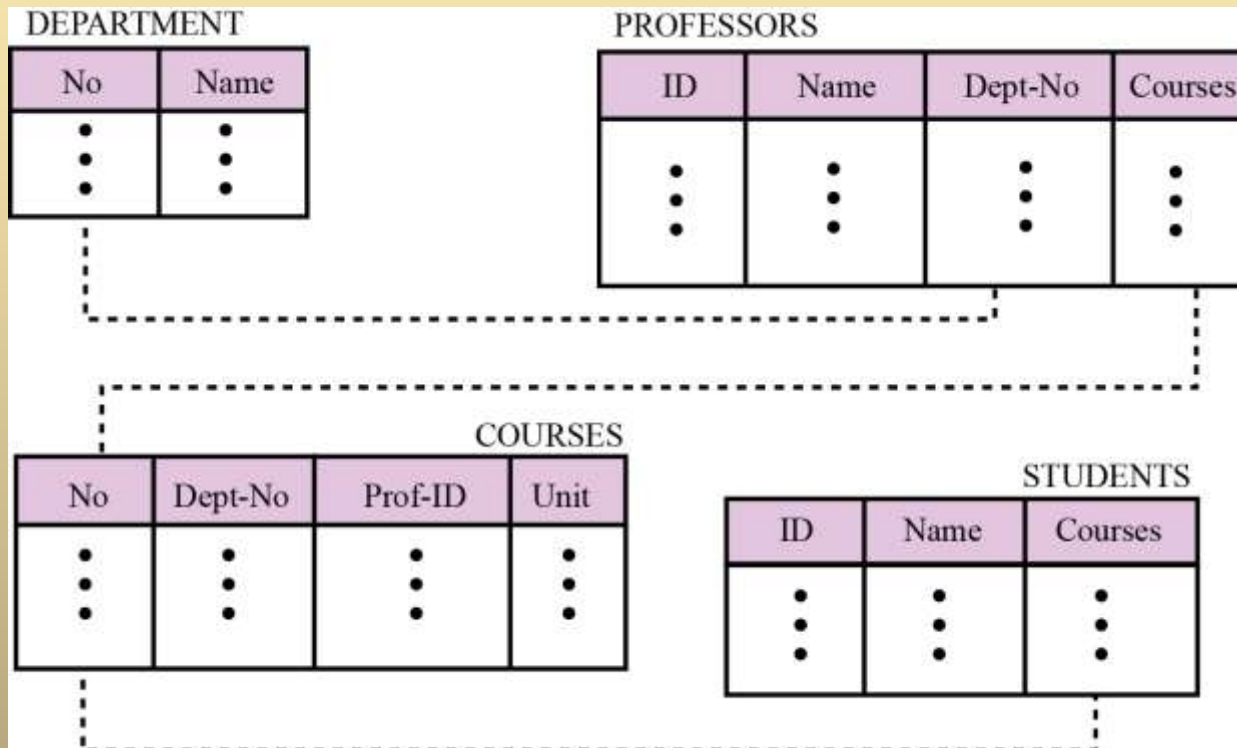 DEPARTMENT
No Name
PROFESSORS
ID Name Dept-No Courses
COURSES
No Dept-No Prof-ID Unit
STUDENTS
ID Name Courses